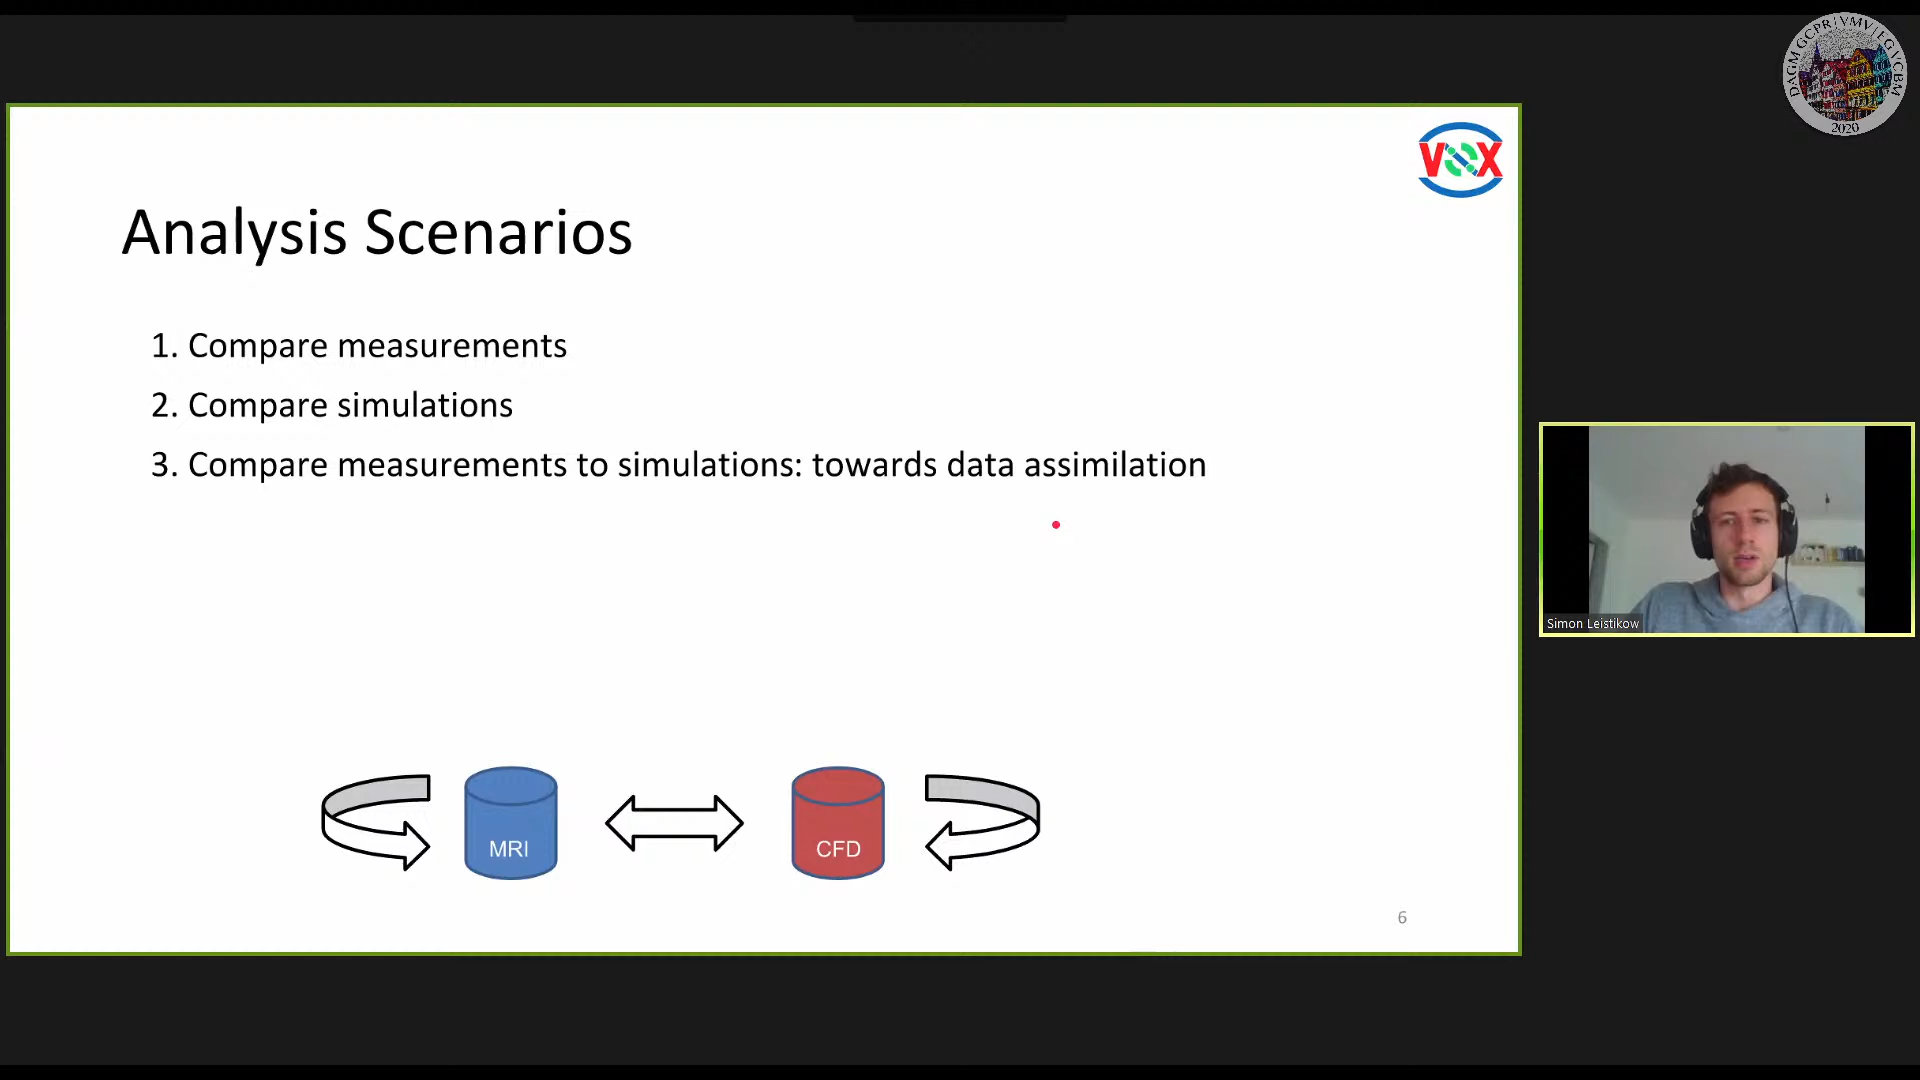 DAGM GCPR | VMV | EG VCBM
2020
VOX
Analysis Scenarios
1. Compare measurements
2. Compare simulations
3. Compare measurements to simulations: towards data assimilation
Simon Leistikow
MRI
CFD
6